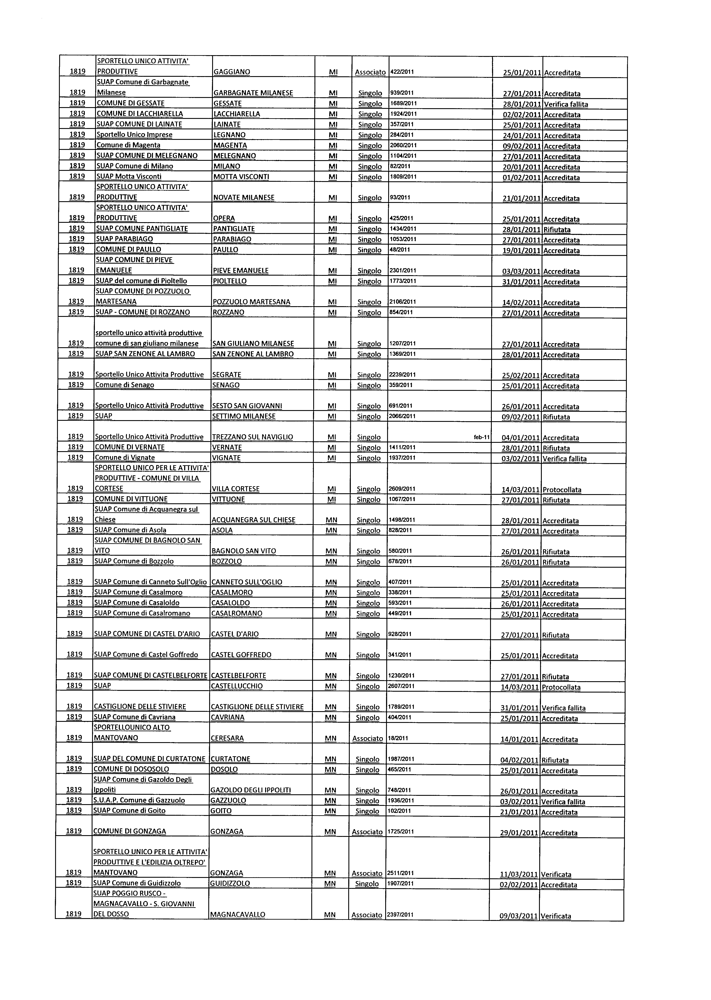 SPORTELLO UNICO ATTIVITA'
1819 PRODUTTIVE GAGGIANO MI Associato 422/2011 25/01/2011 Accreditata
SUAP Comune di Garbagnate
1819 Milanese GARBAGNATE MILANESE MI Singolo 939/2011 27/01/2011 Accreditata
1819 COMUNE DI GESSATE GESSATE MI Singolo 1689/2011 28/01/2011 Verifica fallita
1819 COMUNE DI LACCHIARELLA LACCHIARELLA MI Singolo 1924/2011 02/02/2011 Accreditata
1819 SUAP COMUNE DI LAINATE LAINATE MI Singolo 357/2011 25/01/2011 Accreditata
1819 Sportello Unico Imprese LEGNANO MI Singolo 284/2011 24/01/2011 Accreditata
1819 Comune di Magenta MAGENTA MI Singolo 2060/2011 09/02/2011 Accreditata
1819 SUAP COMUNE DI MELEGNANO MELEGNANO MI Singolo 1104/2011 27/01/2011 Accreditata
1819 SUAP Comune di Milano MILANO MI Singolo 82/2011 20/01/2011 Accreditata
1819 SUAP Motta Visconti MOTTA VISCONTI MI Singolo 1809/2011 01/02/2011 Accreditata
SPORTELLO UNICO ATTIVITA'
1819 PRODUTTIVE NOVATE MILANESE MI Singolo 93/2011 21/01/2011 Accreditata
SPORTELLO UNICO ATTIVITA'
1819 PRODUTTIVE OPERA MI Singolo 425/2011 25/01/2011 Accreditata
1819 SUAP COMUNE PANTIGLIATE PANTIGLIATE MI Singolo 1434/2011 28/01/2011 Rifiutata
1819 SUAP PARABIAGO PARABIAGO MI Singolo 1053/2011 27/01/2011 Accreditata
1819 COMUNE DI PAULLO PAULLO MI Singolo 48/2011 19/01/2011 Accreditata
SUAP COMUNE DI PIEVE
1819 EMANUELE PIEVE EMANUELE MI Singolo 2301/2011 03/03/2011 Accreditata
1819 SUAP del comune di Pioltello PIOLTELLO MI Singolo 1773/2011 31/01/2011 Accreditata
SUAP COMUNE DI POZZUOLO
1819 MARTESANA POZZUOLO MARTESANA MI Singolo 2106/2011 14/02/2011 Accreditata
1819 SUAP - COMUNE DI ROZZANO ROZZANO MI Singolo 854/2011 27/01/2011 Accreditata
sportello unico attività produttive
1819 comune di san giuliano milanese SAN GIULIANO MILANESE MI Singolo 1207/2011 27/01/2011 Accreditata
1819 SUAP SAN ZENONE AL LAMBRO SAN ZENONE AL LAMBRO MI Singolo 1369/2011 28/01/2011 Accreditata
1819 Sportello Unico Attivita Produttive SEGRATE MI Singolo 2239/2011 25/02/2011 Accreditata
1819 Comune di Senago SENAGO MI Singolo 359/2011 25/01/2011 Accreditata
1819 Sportello Unico Attività Produttive SESTO SAN GIOVANNI MI Singolo 691/2011 26/01/2011 Accreditata
1819 SUAP SETTIMO MILANESE MI Singolo 2066/2011 09/02/2011 Rifiutata
1819 Sportello Unico Attività Produttive TREZZANO SUL NAVIGLIO MI Singolo feb-11 04/01/2011 Accreditata
1819 COMUNE DI VERNATE VERNATE MI Singolo 1411/2011 28/01/2011 Rifiutata
1819 Comune di Vignate VIGNATE MI Singolo 1937/2011 03/02/2011 Verifica fallita
SPORTELLO UNICO PER LE ATTIVITA'
PRODUTTIVE - COMUNE DI VILLA
1819 CORTESE VILLA CORTESE MI Singolo 2609/2011 14/03/2011 Protocollata
1819 COMUNE DI VITTUONE VITTUONE MI Singolo 1067/2011 27/01/2011 Rifiutata
SUAP Comune di Acquanegra sul
1819 Chiese ACQUANEGRA SUL CHIESE MN Singolo 1498/2011 28/01/2011 Accreditata
1819 SUAP Comune di Asola ASOLA MN Singolo 828/2011 27/01/2011 Accreditata
SUAP COMUNE DI BAGNOLO SAN
1819 VITO BAGNOLO SAN VITO MN Singolo 580/2011 26/01/2011 Rifiutata
1819 SUAP Comune di Bozzolo BOZZOLO MN Singolo 678/2011 26/01/2011 Rifiutata
1819 SUAP Comune di Canneto Sull'Oglio CANNETO SULL'OGLIO MN Singolo 407/2011 25/01/2011 Accreditata
1819 SUAP Comune di Casalmoro CASALMORO MN Singolo 338/2011 25/01/2011 Accreditata
1819 SUAP Comune di Casaloldo CASALOLDO MN Singolo 593/2011 26/01/2011 Accreditata
1819 SUAP Comune di Casalromano CASALROMANO MN Singolo 449/2011 25/01/2011 Accreditata
1819 SUAP COMUNE DI CASTEL D'ARIO CASTEL D'ARIO MN Singolo 928/2011 27/01/2011 Rifiutata
1819 SUAP Comune di Castel Goffredo CASTEL GOFFREDO MN Singolo 341/2011 25/01/2011 Accreditata
1819 SUAP COMUNE DI CASTELBELFORTE CASTELBELFORTE MN Singolo 1230/2011 27/01/2011 Rifiutata
1819 SUAP CASTELLUCCHIO MN Singolo 2607/2011 14/03/2011 Protocollata
1819 CASTIGLIONE DELLE STIVIERE CASTIGLIONE DELLE STIVIERE MN Singolo 1789/2011 31/01/2011 Verifica fallita
1819 SUAP Comune di Cavriana CAVRIANA MN Singolo 404/2011 25/01/2011 Accreditata
SPORTELLOUNICO ALTO
1819 MANTOVANO CERESARA MN Associato 18/2011 14/01/2011 Accreditata
1819 SUAP DEL COMUNE DI CURTATONE CURTATONE MN Singolo 1987/2011 04/02/2011 Rifiutata
1819 COMUNE DI DOSOSOLO DOSOLO MN Singolo 465/2011 25/01/2011 Accreditata
SUAP Comune di Gazoldo Degli
1819 Ippoliti GAZOLDO DEGLI IPPOLITI MN Singolo 748/2011 26/01/2011 Accreditata
1819 S.U.A.P. Comune di Gazzuolo GAZZUOLO MN Singolo 1936/2011 03/02/2011 Verifica fallita
1819 SUAP Comune di Goito GOITO MN Singolo 102/2011 21/01/2011 Accreditata
1819 COMUNE DI GONZAGA GONZAGA MN Associato 1725/2011 29/01/2011 Accreditata
SPORTELLO UNICO PER LE ATTIVITA'
PRODUTTIVE E L'EDILIZIA OLTREPO'
1819 MANTOVANO GONZAGA MN Associato 2511/2011 11/03/2011 Verificata
1819 SUAP Comune di Guidizzolo GUIDIZZOLO MN Singolo 1907/2011 02/02/2011 Accreditata
SUAP POGGIO RUSCO -
MAGNACAVALLO - S. GIOVANNI
1819 DEL DOSSO MAGNACAVALLO MN Associato 2397/2011 09/03/2011 Verificata